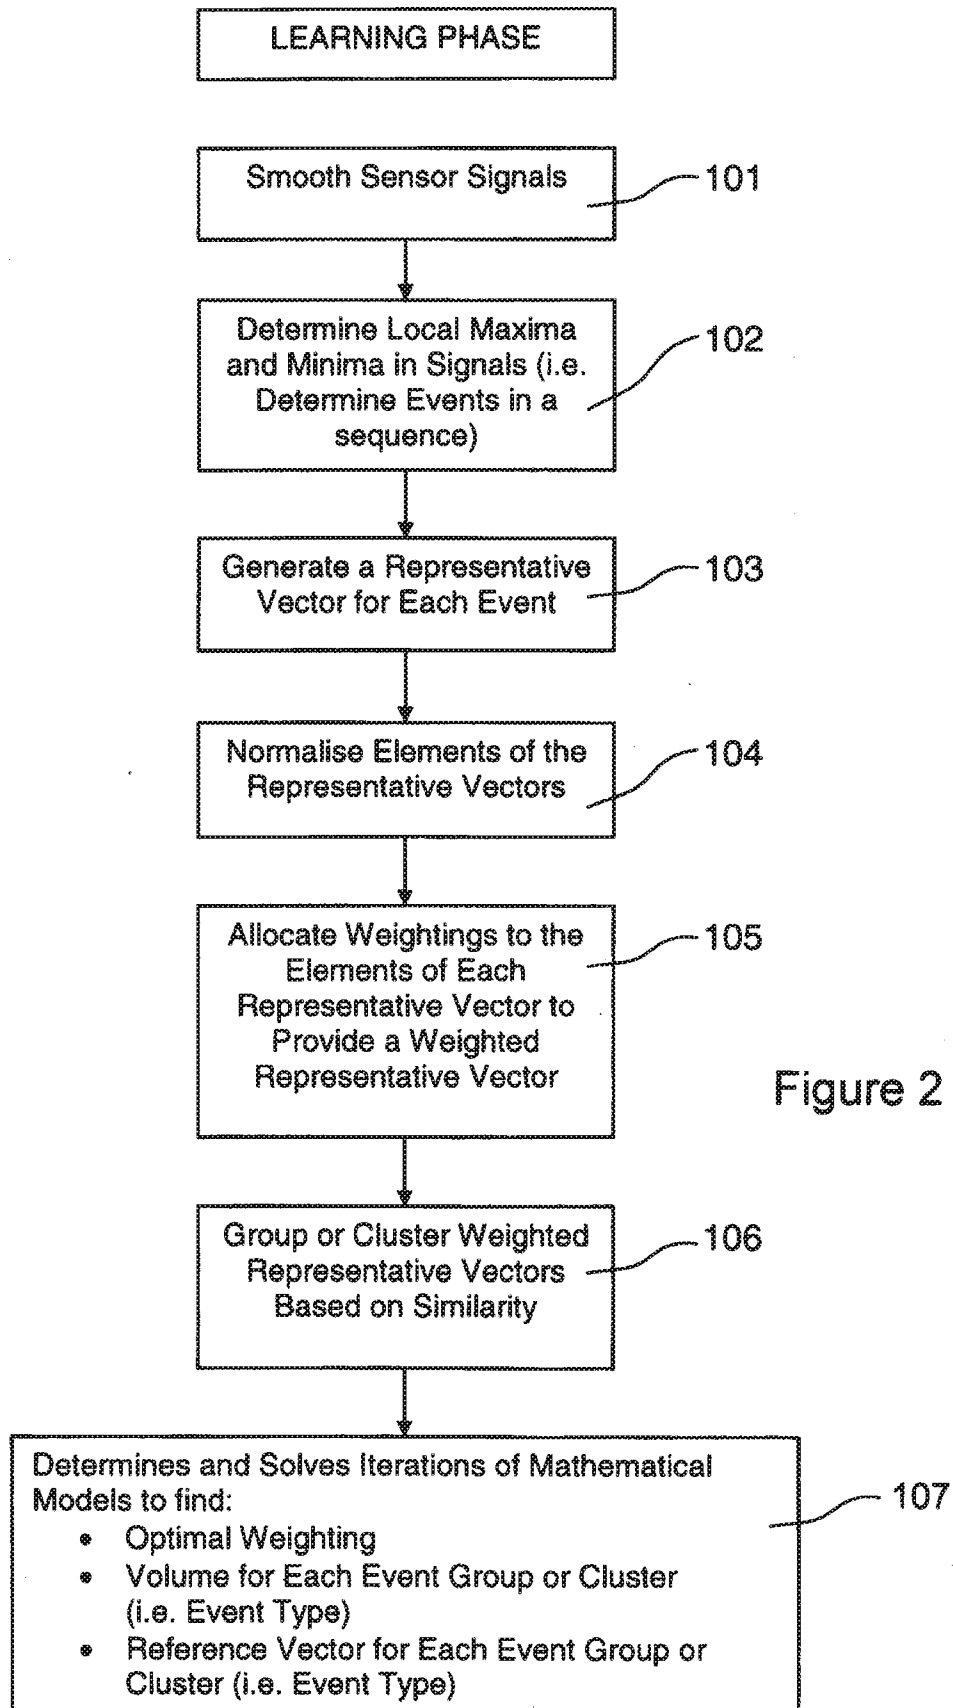 LEARNING PHASE
Smooth Sensor Signals
101
Determine Local Maxima
and Minima in Signals (i.e.
Determine Events in a
sequence)
102
Generate a Representative
Vector for Each Event
103
Normalise Elements of the
Representative Vectors
104
Allocate Weightings to the
Elements of Each
Representative Vector to
Provide a Weighted
Representative Vector
105
Figure 2
Group or Cluster Weighted
Representative Vectors
Based on Similarity
106
Determines and Solves Iterations of Mathematical
Models to find:
• Optimal Weighting
• Volume for Each Event Group or Cluster
(i.e. Event Type)
• Reference Vector for Each Event Group or
Cluster (i.e. Event Type)
107